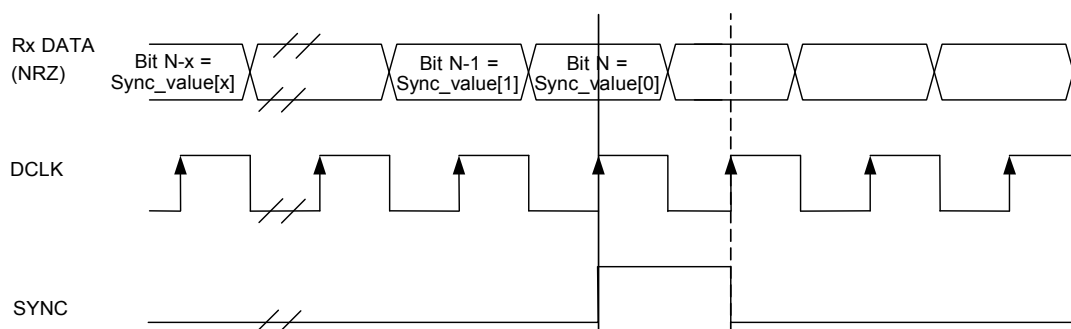 Rx DATA
(NRZ)
Bit N-x =
Sync_value[x]
Bit N-1 =
Sync_value[1]
Bit N =
Sync_value[0]
DCLK
SYNC